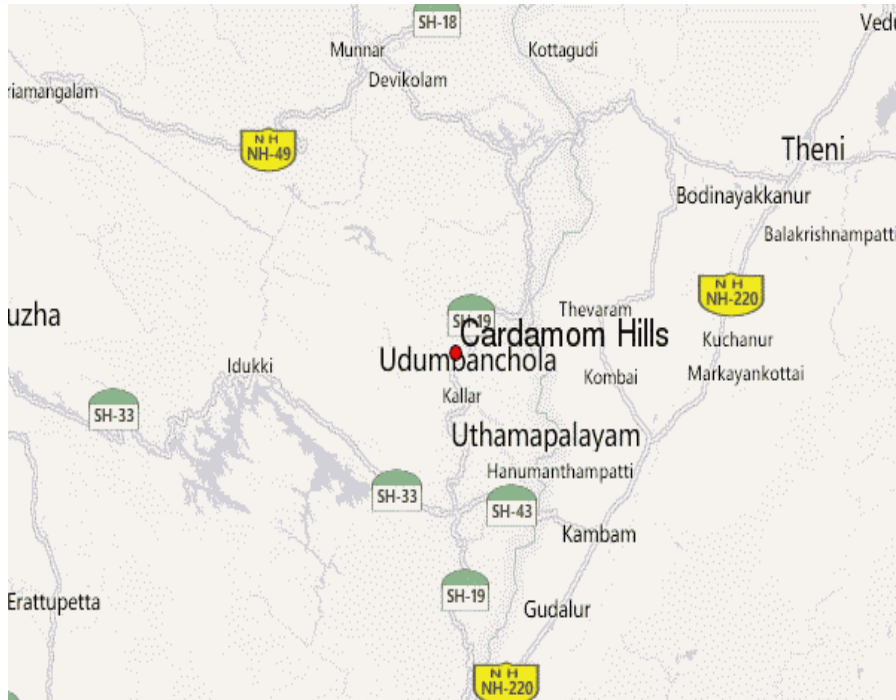 SH-18
Vedu
Munnar
Kottagudi
Devikolam
riamangalam
NH
NH-49
Theni
Bodinayakkanur
Balakrishnampatti
NH
NH-220
uzha
SH-19
Thevaram
Cardamom Hills
Kuchanur
Udumbanchola
Idukki
Kombai
Markayankottai
Kallar
SH-33
Uthamapalayam
Hanumanthampatti
SH-33
SH-43
Kambam
SH-19
Erattupetta
Gudalur
NH
NH-220